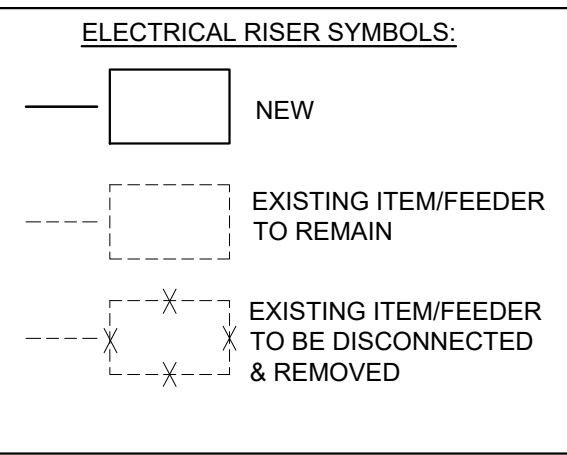 ELECTRICAL RISER SYMBOLS:
NEW
EXISTING ITEM/FEEDER
TO REMAIN
EXISTING ITEM/FEEDER
TO BE DISCONNECTED
& REMOVED